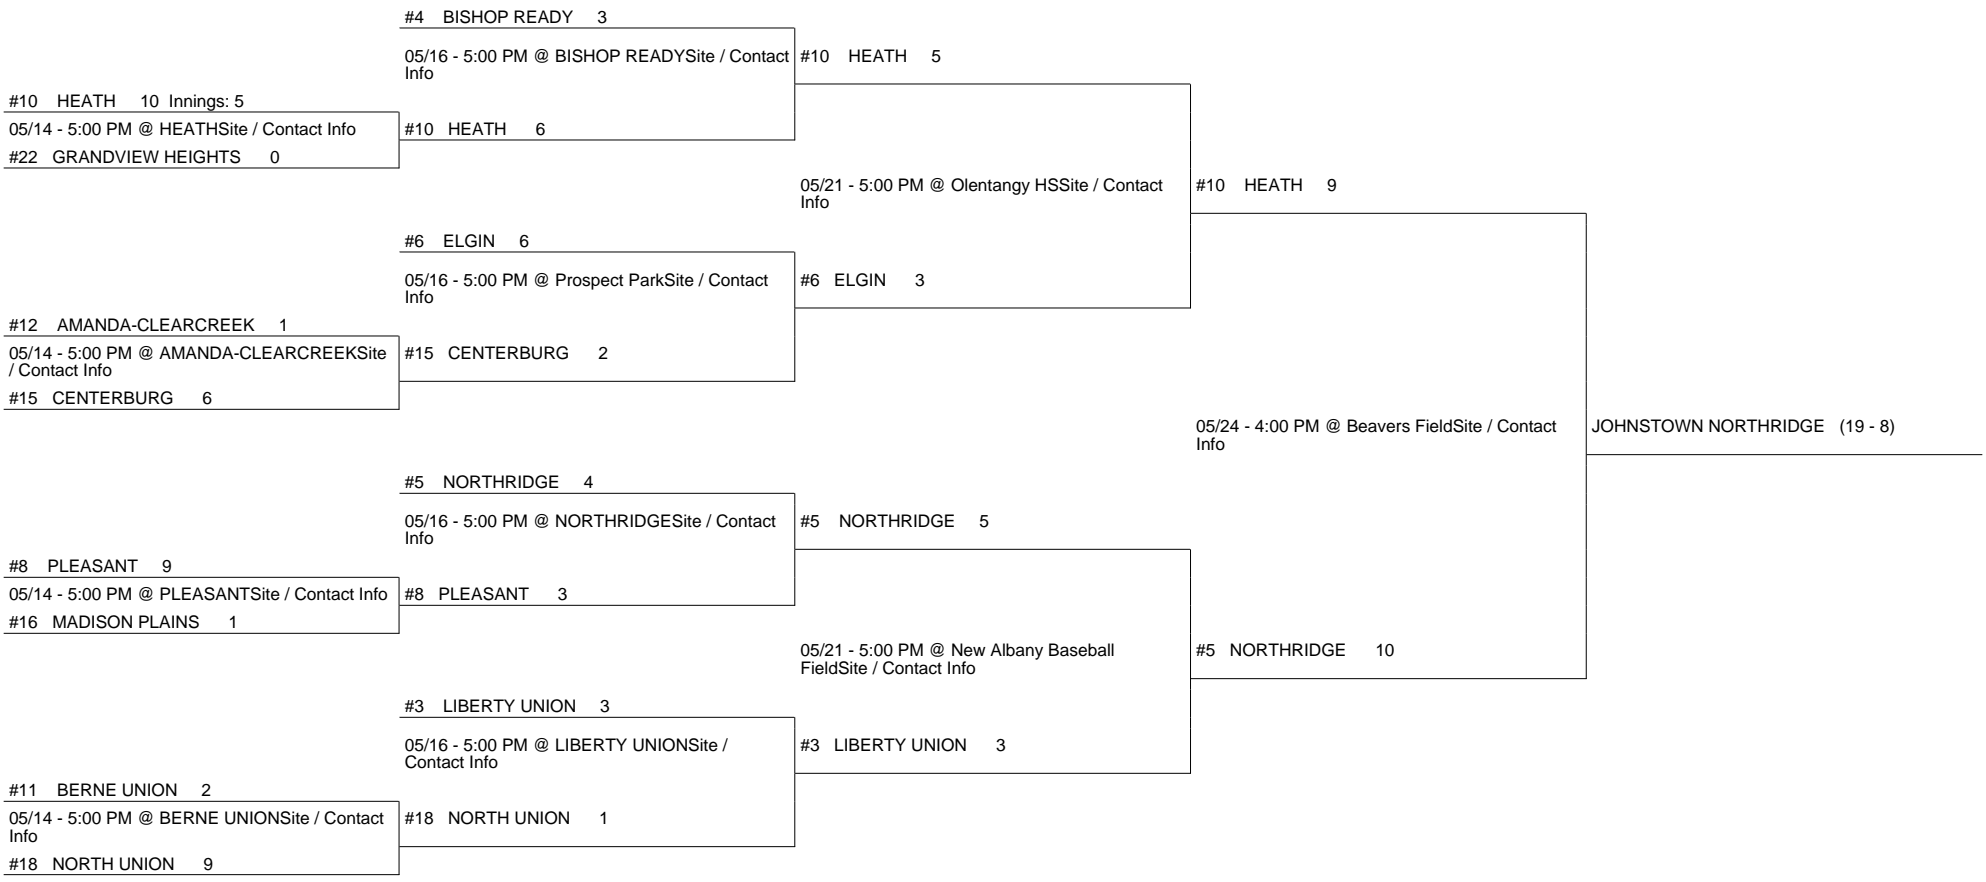 #4 BISHOP READY 3
05/16 - 5:00 PM @ BISHOP READYSite / Contact
Info
#10 HEATH 5
#10 HEATH 10 Innings: 5
05/14 - 5:00 PM @ HEATHSite / Contact Info
#22 GRANDVIEW HEIGHTS 0
#10 HEATH 6
05/21 - 5:00 PM @ Olentangy HSSite / Contact
Info
#10 HEATH 9
#6 ELGIN 6
05/16 - 5:00 PM @ Prospect ParkSite / Contact
Info
#6 ELGIN 3
#12 AMANDA-CLEARCREEK 1
05/14 - 5:00 PM @ AMANDA-CLEARCREEKSite
/ Contact Info
#15 CENTERBURG 6
#15 CENTERBURG 2
05/24 - 4:00 PM @ Beavers FieldSite / Contact
Info
JOHNSTOWN NORTHRIDGE (19 - 8)
#5 NORTHRIDGE 4
05/16 - 5:00 PM @ NORTHRIDGESite / Contact
Info
#5 NORTHRIDGE 5
#8 PLEASANT 9
05/14 - 5:00 PM @ PLEASANTSite / Contact Info
#16 MADISON PLAINS 1
#8 PLEASANT 3
05/21 - 5:00 PM @ New Albany Baseball
FieldSite / Contact Info
#5 NORTHRIDGE 10
#3 LIBERTY UNION 3
05/16 - 5:00 PM @ LIBERTY UNIONSite /
Contact Info
#3 LIBERTY UNION 3
#11 BERNE UNION 2
05/14 - 5:00 PM @ BERNE UNIONSite / Contact
Info
#18 NORTH UNION 9
#18 NORTH UNION 1